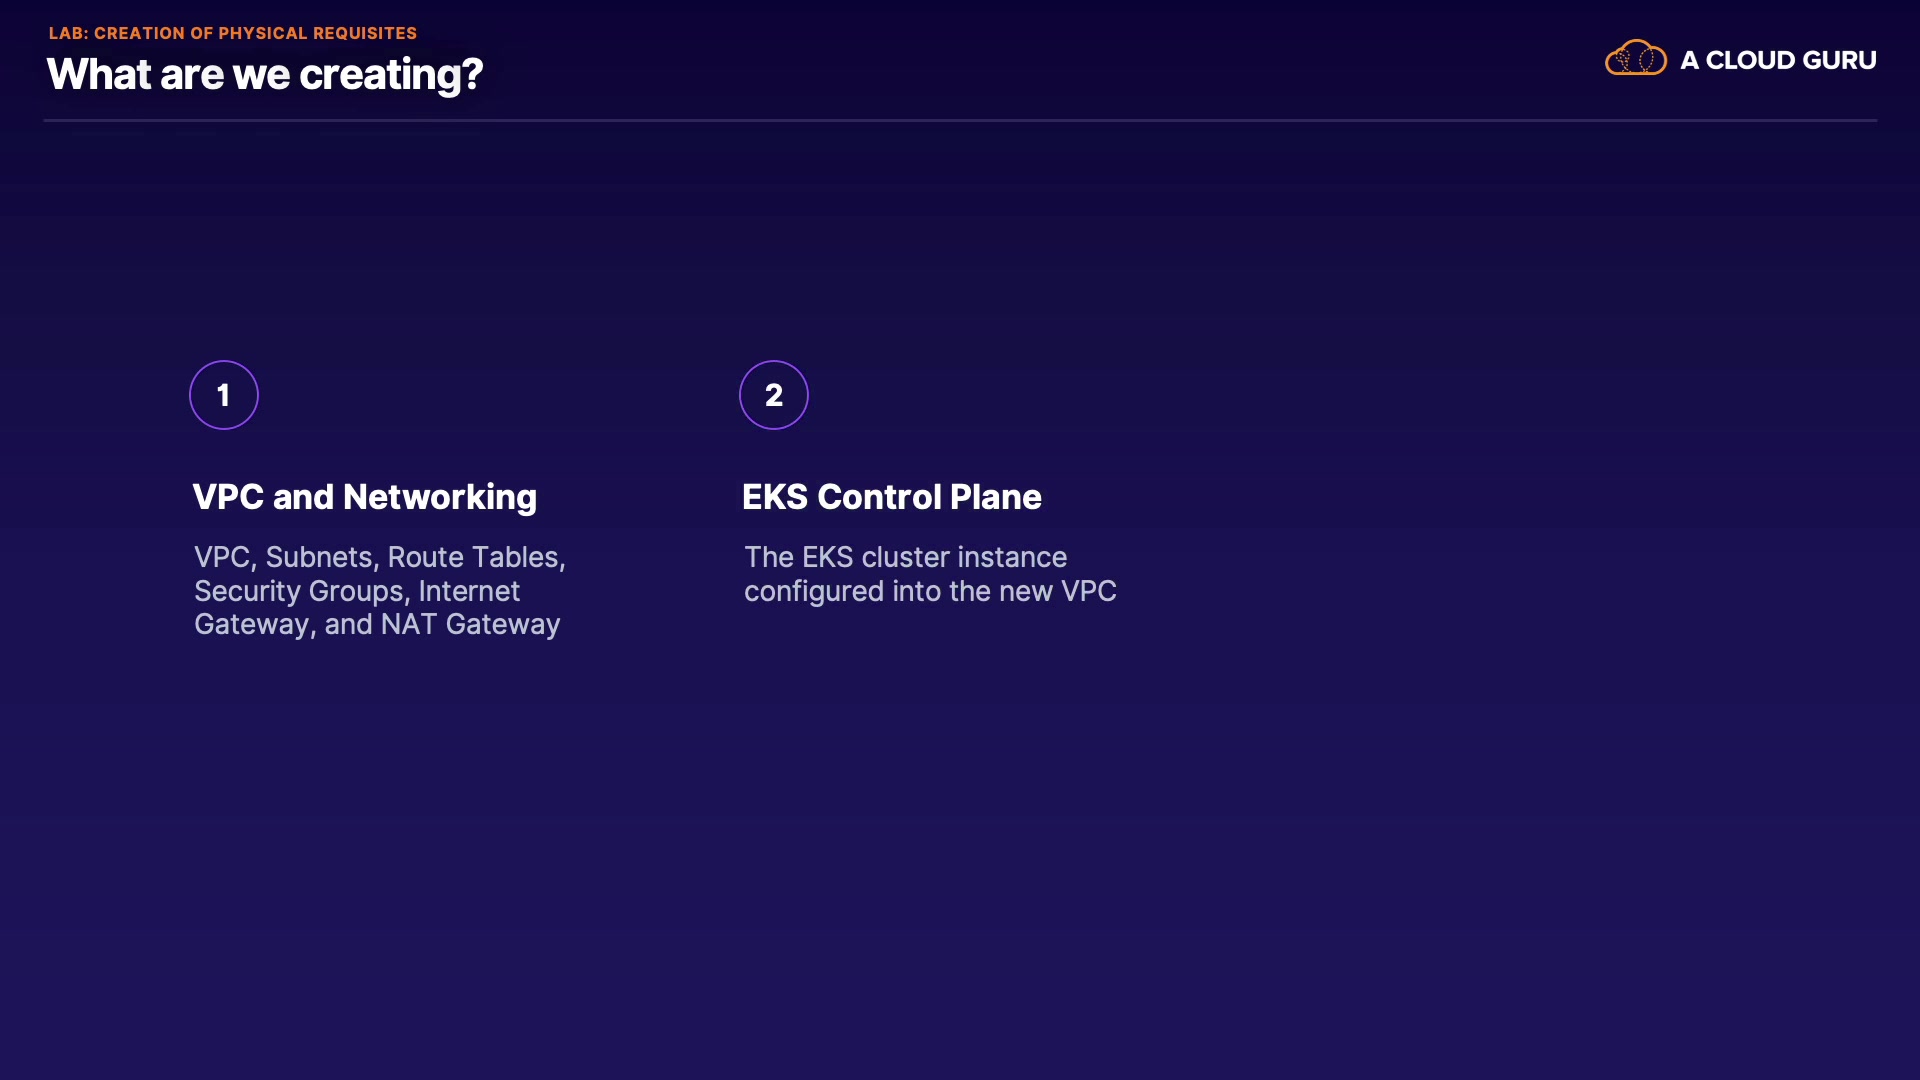 LAB: CREATION OF PHYSICAL REQUISITES
What are we creating?
A CLOUD GURU
1
VPC and Networking
VPC, Subnets, Route Tables,
Security Groups, Internet
Gateway, and NAT Gateway
2
EKS Control Plane
The EKS cluster instance
configured into the new VPC